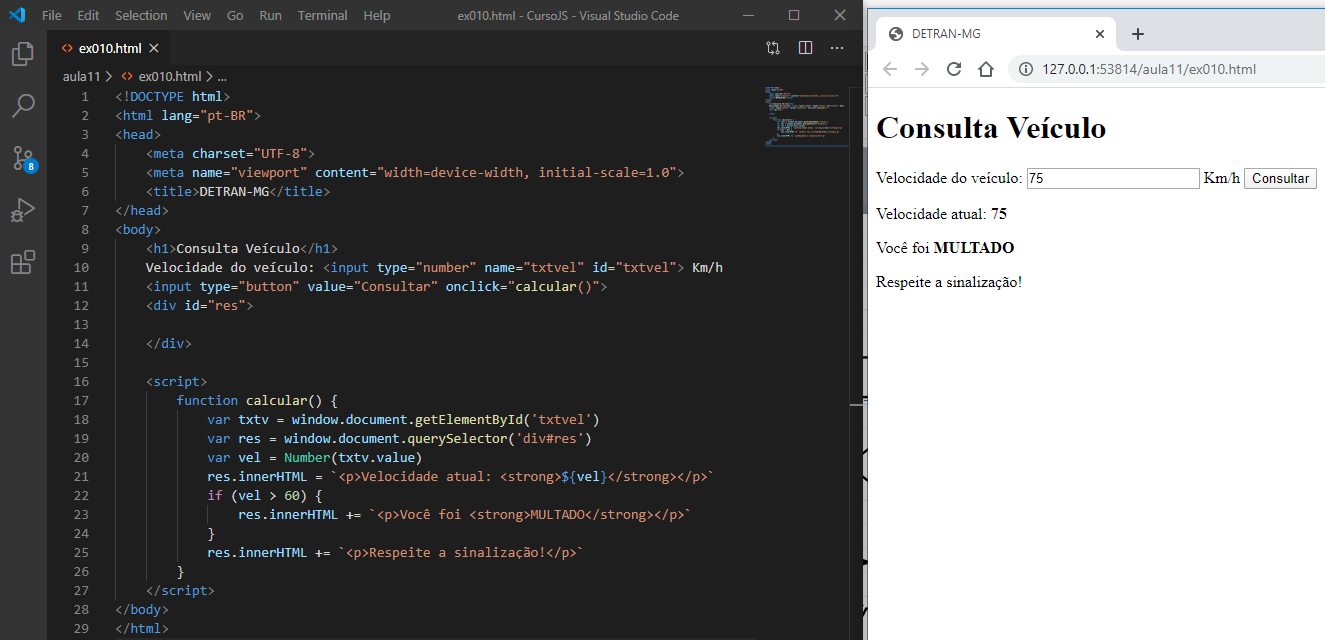 File Edit Selection View Go Run Terminal Help ex010.html - CursoJS - Visual Studio Code
ex010.html
aula11 > ex010.html > ...
8
1 <!DOCTYPE html>
2 <html lang="pt-BR">
3 <head>
4 <meta charset="UTF-8">
5 <meta name="viewport" content="width=device-width, initial-scale=1.0">
6 <title>DETRAN-MG</title>
7 </head>
8 <body>
9 <h1>Consulta Veículo</h1>
10 Velocidade do veículo: <input type="number" name="txtvel" id="txtvel"> Km/h
11 <input type="button" value="Consultar" onclick="calcular()">
12 <div id="res">
13
14 </div>
15
16 <script>
17 function calcular() {
18 var txtv = window.document.getElementById('txtvel')
19 var res = window.document.querySelector('div#res')
20 var vel = Number(txtv.value)
21 res.innerHTML = `<p>Velocidade atual: <strong>${vel}</strong></p>`
22 if (vel > 60) {
23 res.innerHTML += `<p>Você foi <strong>MULTADO</strong></p>`
24 }
25 res.innerHTML += `<p>Respeite a sinalização!</p>`
26 }
27 </script>
28 </body>
29 </html>
DETRAN-MG
127.0.0.1:53814/aula11/ex010.html
Consulta Veículo
Velocidade do veículo: 75 Km/h Consultar
Velocidade atual: 75
Você foi MULTADO
Respeite a sinalização!